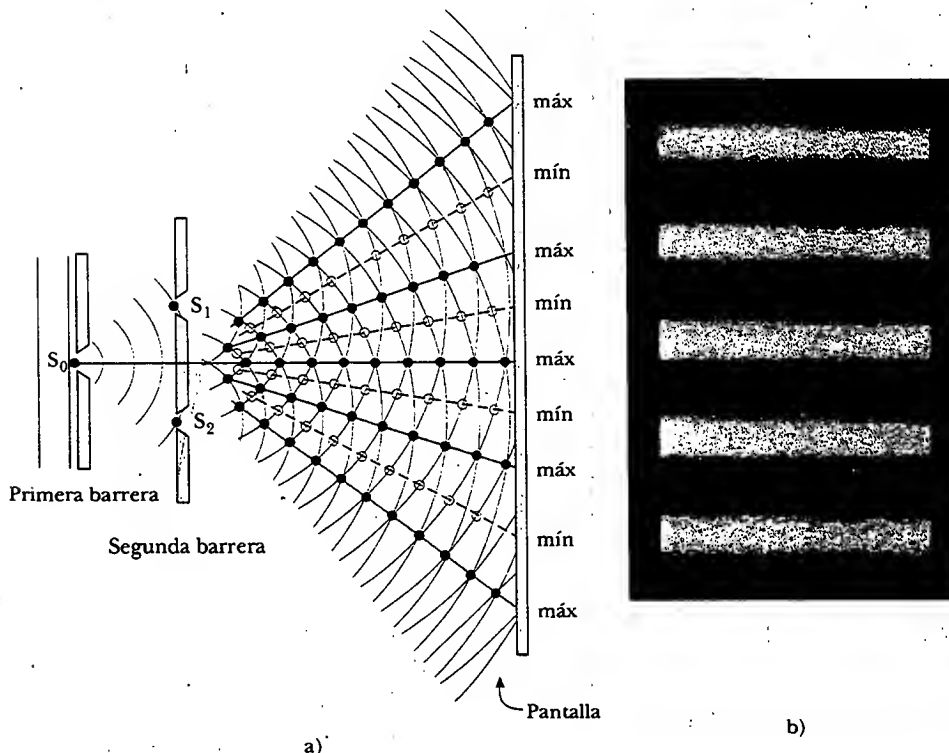 máx
mín
máx
S₁
mín
S₀
máx
mín
S₂
máx
Primera barrera
mín
Segunda barrera
máx
Pantalla
a)
b)